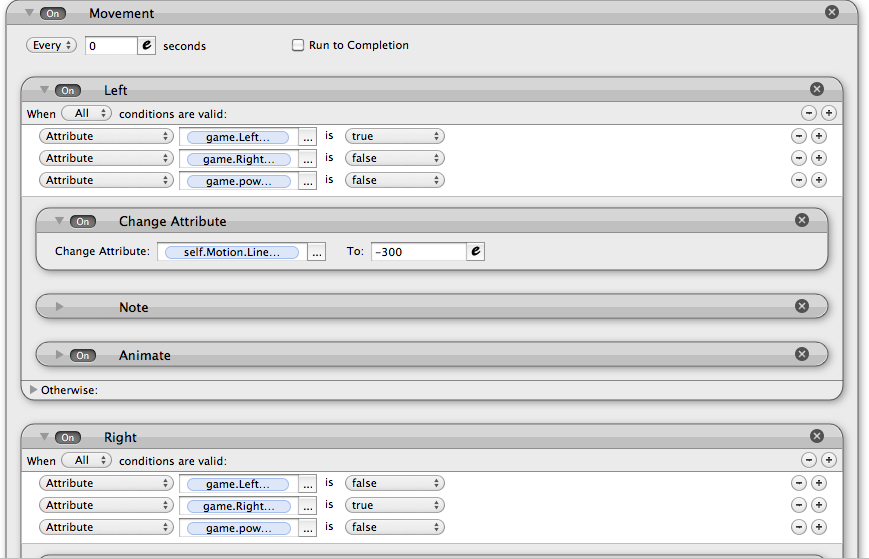 On Movement
Every 0 e seconds Run to Completion
On Left
When All conditions are valid:
Attribute game.Left... ... is true
Attribute game.Right... ... is false
Attribute game.pow... ... is false
On Change Attribute
Change Attribute: self.Motion.Line... ... To: -300 e
Note
On Animate
Otherwise:
On Right
When All conditions are valid:
Attribute game.Left... ... is false
Attribute game.Right... ... is true
Attribute game.pow... ... is false